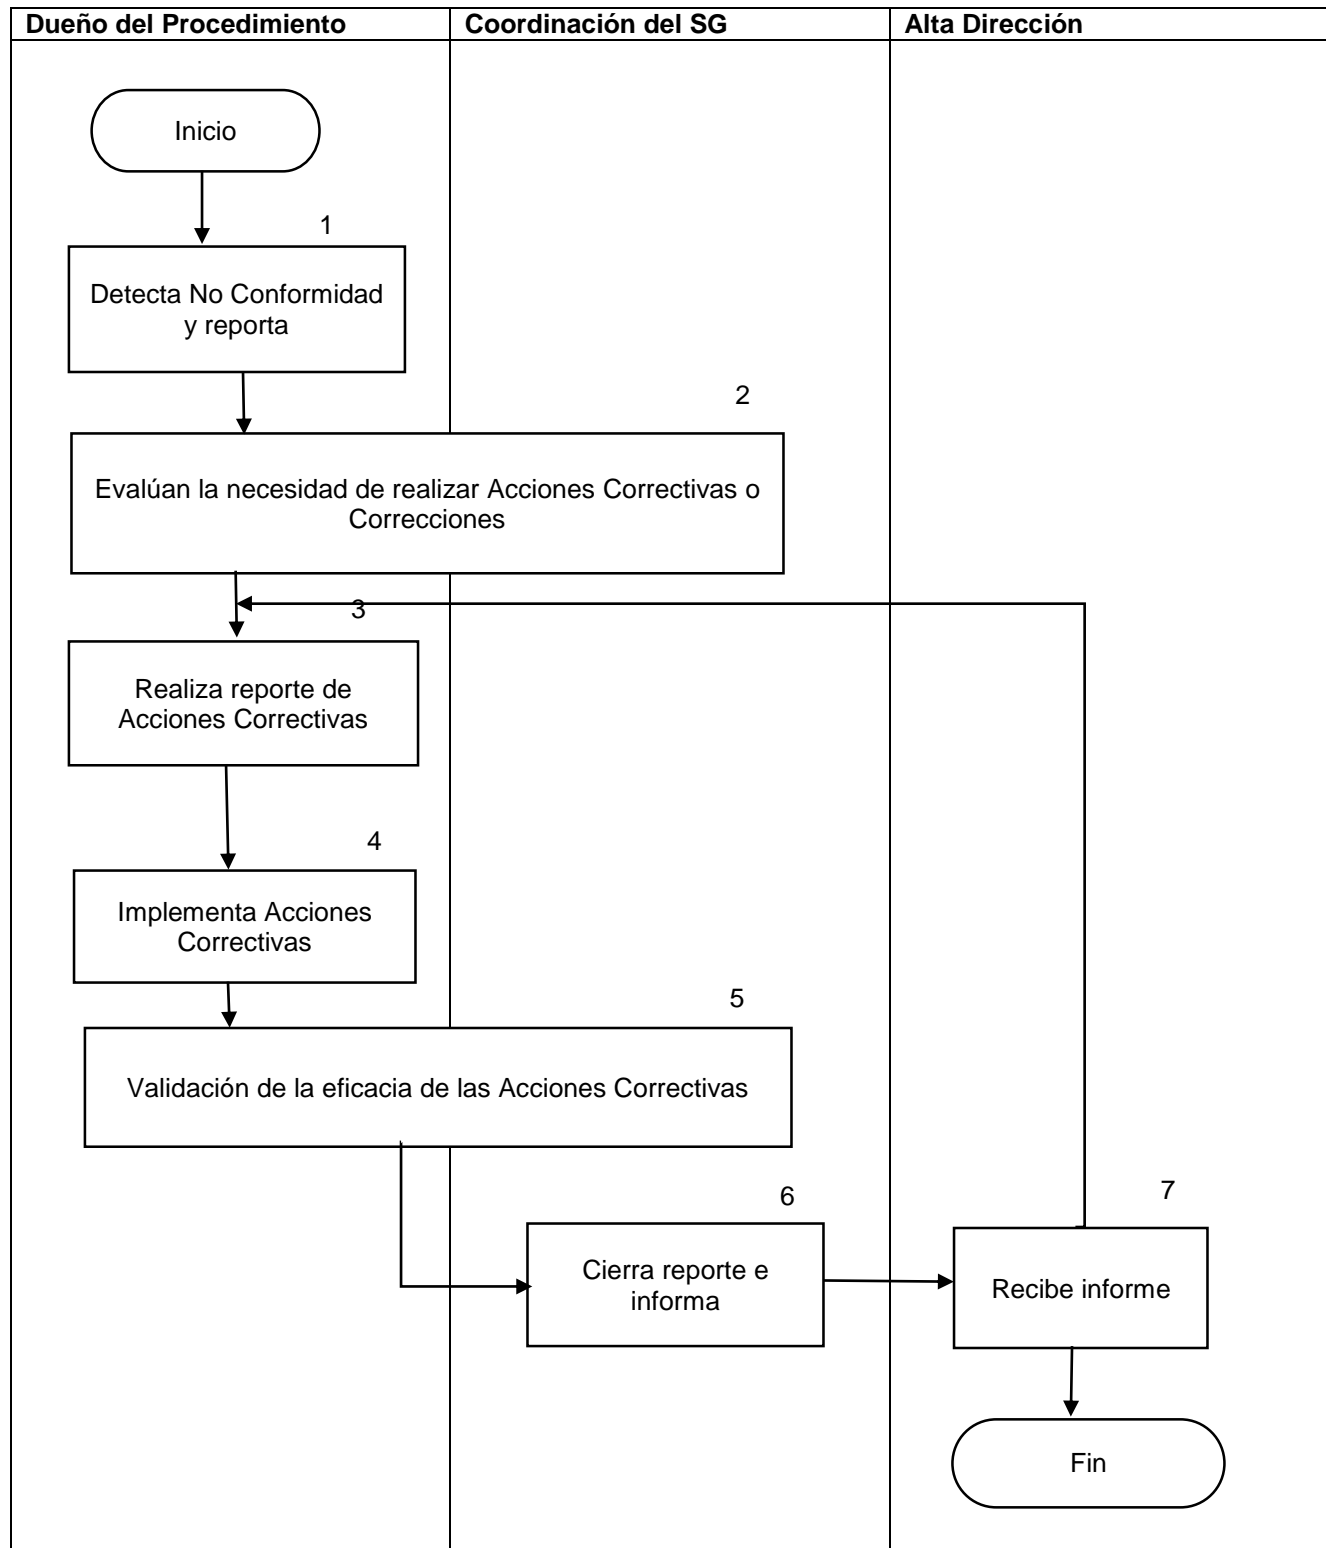 Dueño del Procedimiento
Coordinación del SG
Alta Dirección
Inicio
1
Detecta No Conformidad
y reporta
2
Evalúan la necesidad de realizar Acciones Correctivas o
Correcciones
3
Realiza reporte de
Acciones Correctivas
4
Implementa Acciones
Correctivas
5
Validación de la eficacia de las Acciones Correctivas
6
Cierra reporte e
informa
7
Recibe informe
Fin